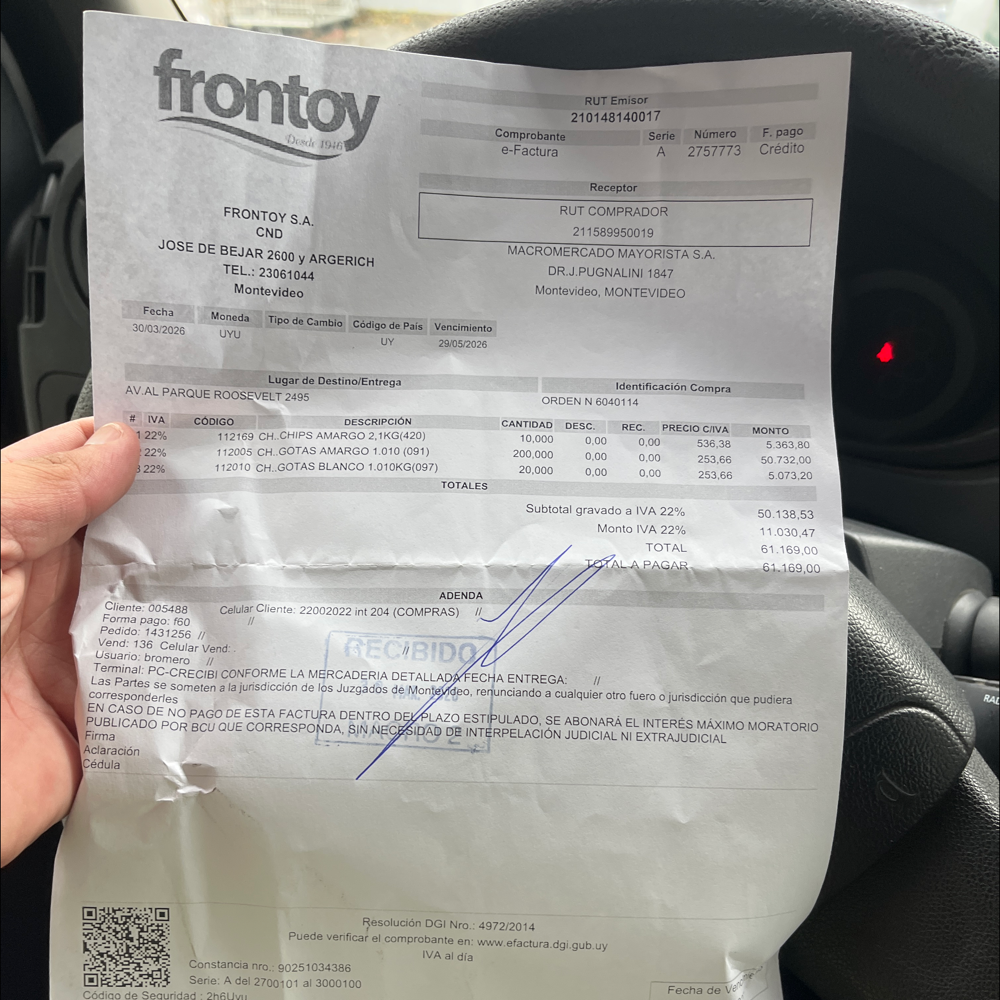 frontoy
Desde 1946
RUT Emisor
210148140017
Comprobante Serie Número F. pago
e-Factura A 2757773 Crédito
Receptor
RUT COMPRADOR
211589950019
MACROMERCADO MAYORISTA S.A.
DR.J.PUGNALINI 1847
Montevideo, MONTEVIDEO
FRONTOY S.A.
CND
JOSE DE BEJAR 2600 y ARGERICH
TEL.: 23061044
Montevideo
Fecha Moneda Tipo de Cambio Código de País Vencimiento
30/03/2026 UYU UY 29/05/2026
Lugar de Destino/Entrega Identificación Compra
AV.AL PARQUE ROOSEVELT 2495 ORDEN N 6040114
# IVA CÓDIGO DESCRIPCIÓN CANTIDAD DESC. REC. PRECIO C/IVA MONTO
1 22% 112169 CH..CHIPS AMARGO 2,1KG(420) 10,000 0,00 0,00 536,38 5.363,80
22% 112005 CH..GOTAS AMARGO 1.010 (091) 200,000 0,00 0,00 253,66 50.732,00
3 22% 112010 CH..GOTAS BLANCO 1.010KG(097) 20,000 0,00 0,00 253,66 5.073,20
TOTALES
Subtotal gravado a IVA 22% 50.138,53
Monto IVA 22% 11.030,47
TOTAL 61.169,00
TOTAL A PAGAR 61.169,00
ADENDA
Cliente: 005488 Celular Cliente: 22002022 int 204 (COMPRAS) //
Forma pago: f60 //
Pedido: 1431256 //
Vend: 136 Celular Vend:
Usuario: bromero // //
RECIBIDO
Terminal: PC-CRECIBI CONFORME LA MERCADERIA DETALLADA FECHA ENTREGA: //
Las Partes se someten a la jurisdicción de los Juzgados de Montevideo, renunciando a cualquier otro fuero o jurisdicción que pudiera
corresponderles
EN CASO DE NO PAGO DE ESTA FACTURA DENTRO DEL PLAZO ESTIPULADO, SE ABONARÁ EL INTERÉS MÁXIMO MORATORIO
PUBLICADO POR BCU QUE CORRESPONDA, SIN NECESIDAD DE INTERPELACIÓN JUDICIAL NI EXTRAJUDICIAL
Firma
Aclaración
Cédula
Resolución DGI Nro.: 4972/2014
Puede verificar el comprobante en: www.efactura.dgi.gub.uy
IVA al día
Constancia nro.: 90251034386
Serie: A del 2700101 al 3000100
Código de Seguridad : 2h6Uyu
Fecha de
RAD